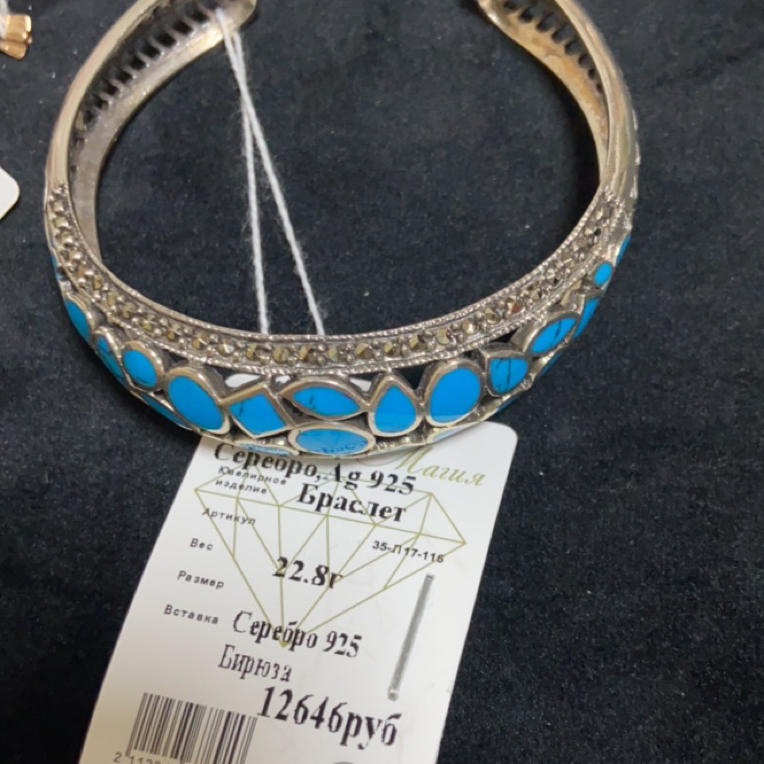 Магия
Серебро, Ag 925
Ювелирное
изделие
Браслет
Артикул
35-Л17-116
Вес
22.8г
Размер
Вставка
Серебро 925
Бирюза
12646руб